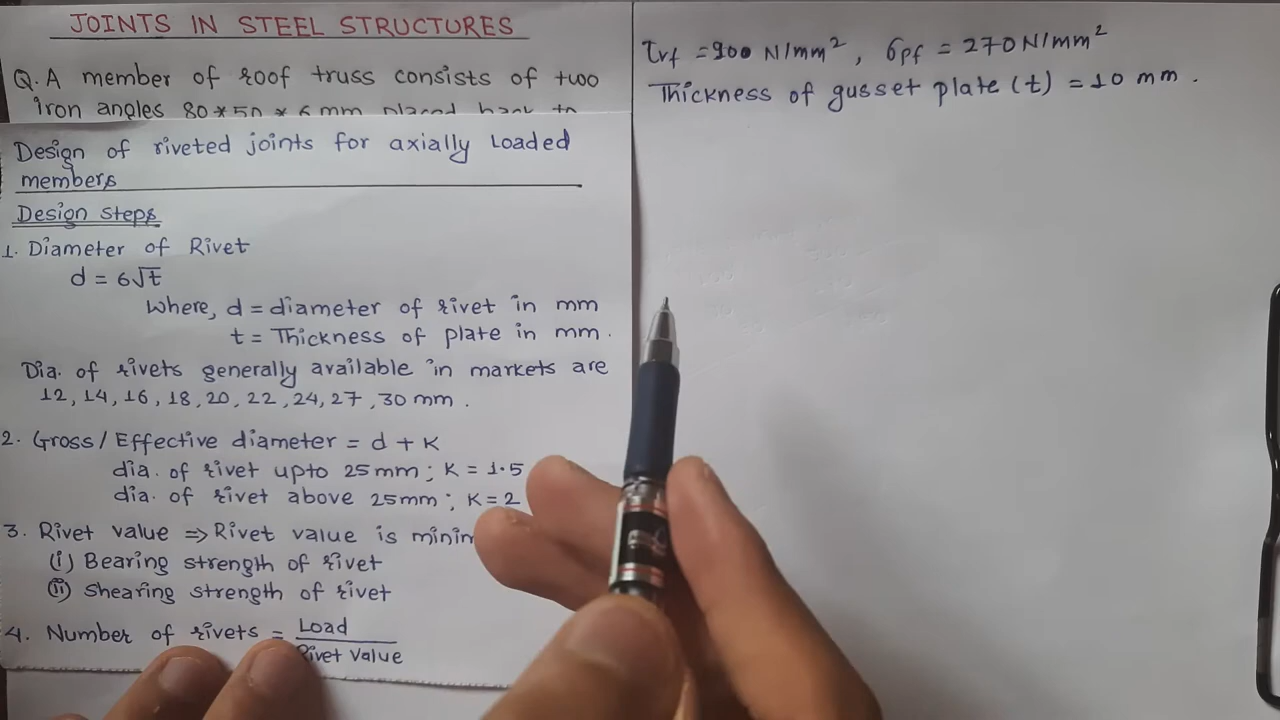 JOINTS IN STEEL STRUCTURES
Q. A member of roof truss consists of two
iron angles 80*50*6 mm placed back to
Design of riveted joints for axially Loaded
members
Design Steps
1. Diameter of Rivet
d = 6√t
Where, d = diameter of rivet in mm
t = Thickness of plate in mm.
Dia. of rivets generally available in markets are
12, 14, 16, 18, 20, 22, 24, 27, 30 mm.
2. Gross / Effective diameter = d + K
dia. of rivet upto 25 mm; K = 1.5
dia. of rivet above 25mm; K = 2
3. Rivet value ⇒ Rivet value is
(i) Bearing strength of rivet
(ii) Shearing strength of rivet
4. Number of rivets = Load
Rivet Value
τvf = 100 N/mm², σpf = 270 N/mm²
Thickness of gusset plate (t) = 10 mm.